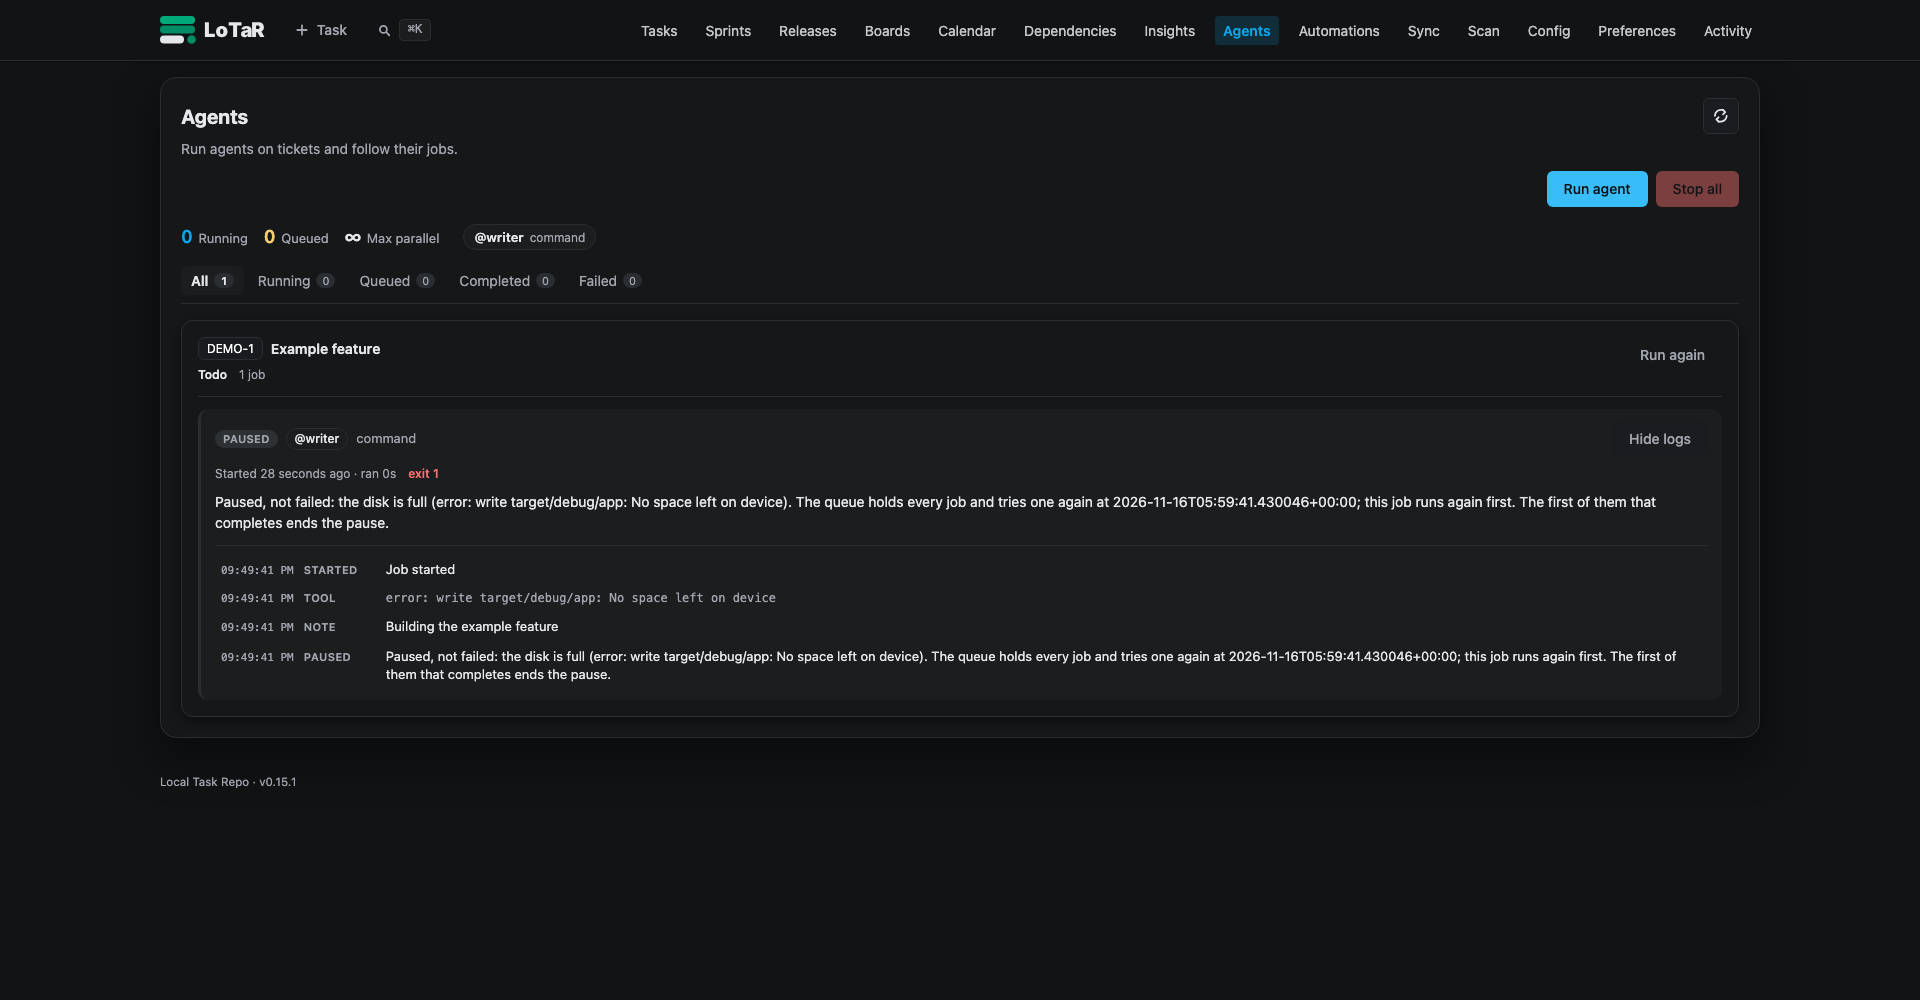 LoTaR
+ Task
⌘K
Tasks Sprints Releases Boards Calendar Dependencies Insights Agents Automations Sync Scan Config Preferences Activity
Agents
Run agents on tickets and follow their jobs.
Run agent Stop all
0 Running 0 Queued ∞ Max parallel @writer command
All 1 Running 0 Queued 0 Completed 0 Failed 0
DEMO-1 Example feature
Run again
Todo 1 job
PAUSED @writer command
Hide logs
Started 28 seconds ago · ran 0s exit 1
Paused, not failed: the disk is full (error: write target/debug/app: No space left on device). The queue holds every job and tries one again at 2026-11-16T05:59:41.430046+00:00; this job runs again first. The first of them that
completes ends the pause.
09:49:41 PM STARTED Job started
09:49:41 PM TOOL error: write target/debug/app: No space left on device
09:49:41 PM NOTE Building the example feature
09:49:41 PM PAUSED Paused, not failed: the disk is full (error: write target/debug/app: No space left on device). The queue holds every job and tries one again at 2026-11-16T05:59:41.430046+00:00; this job runs again first. The first of
them that completes ends the pause.
Local Task Repo · v0.15.1